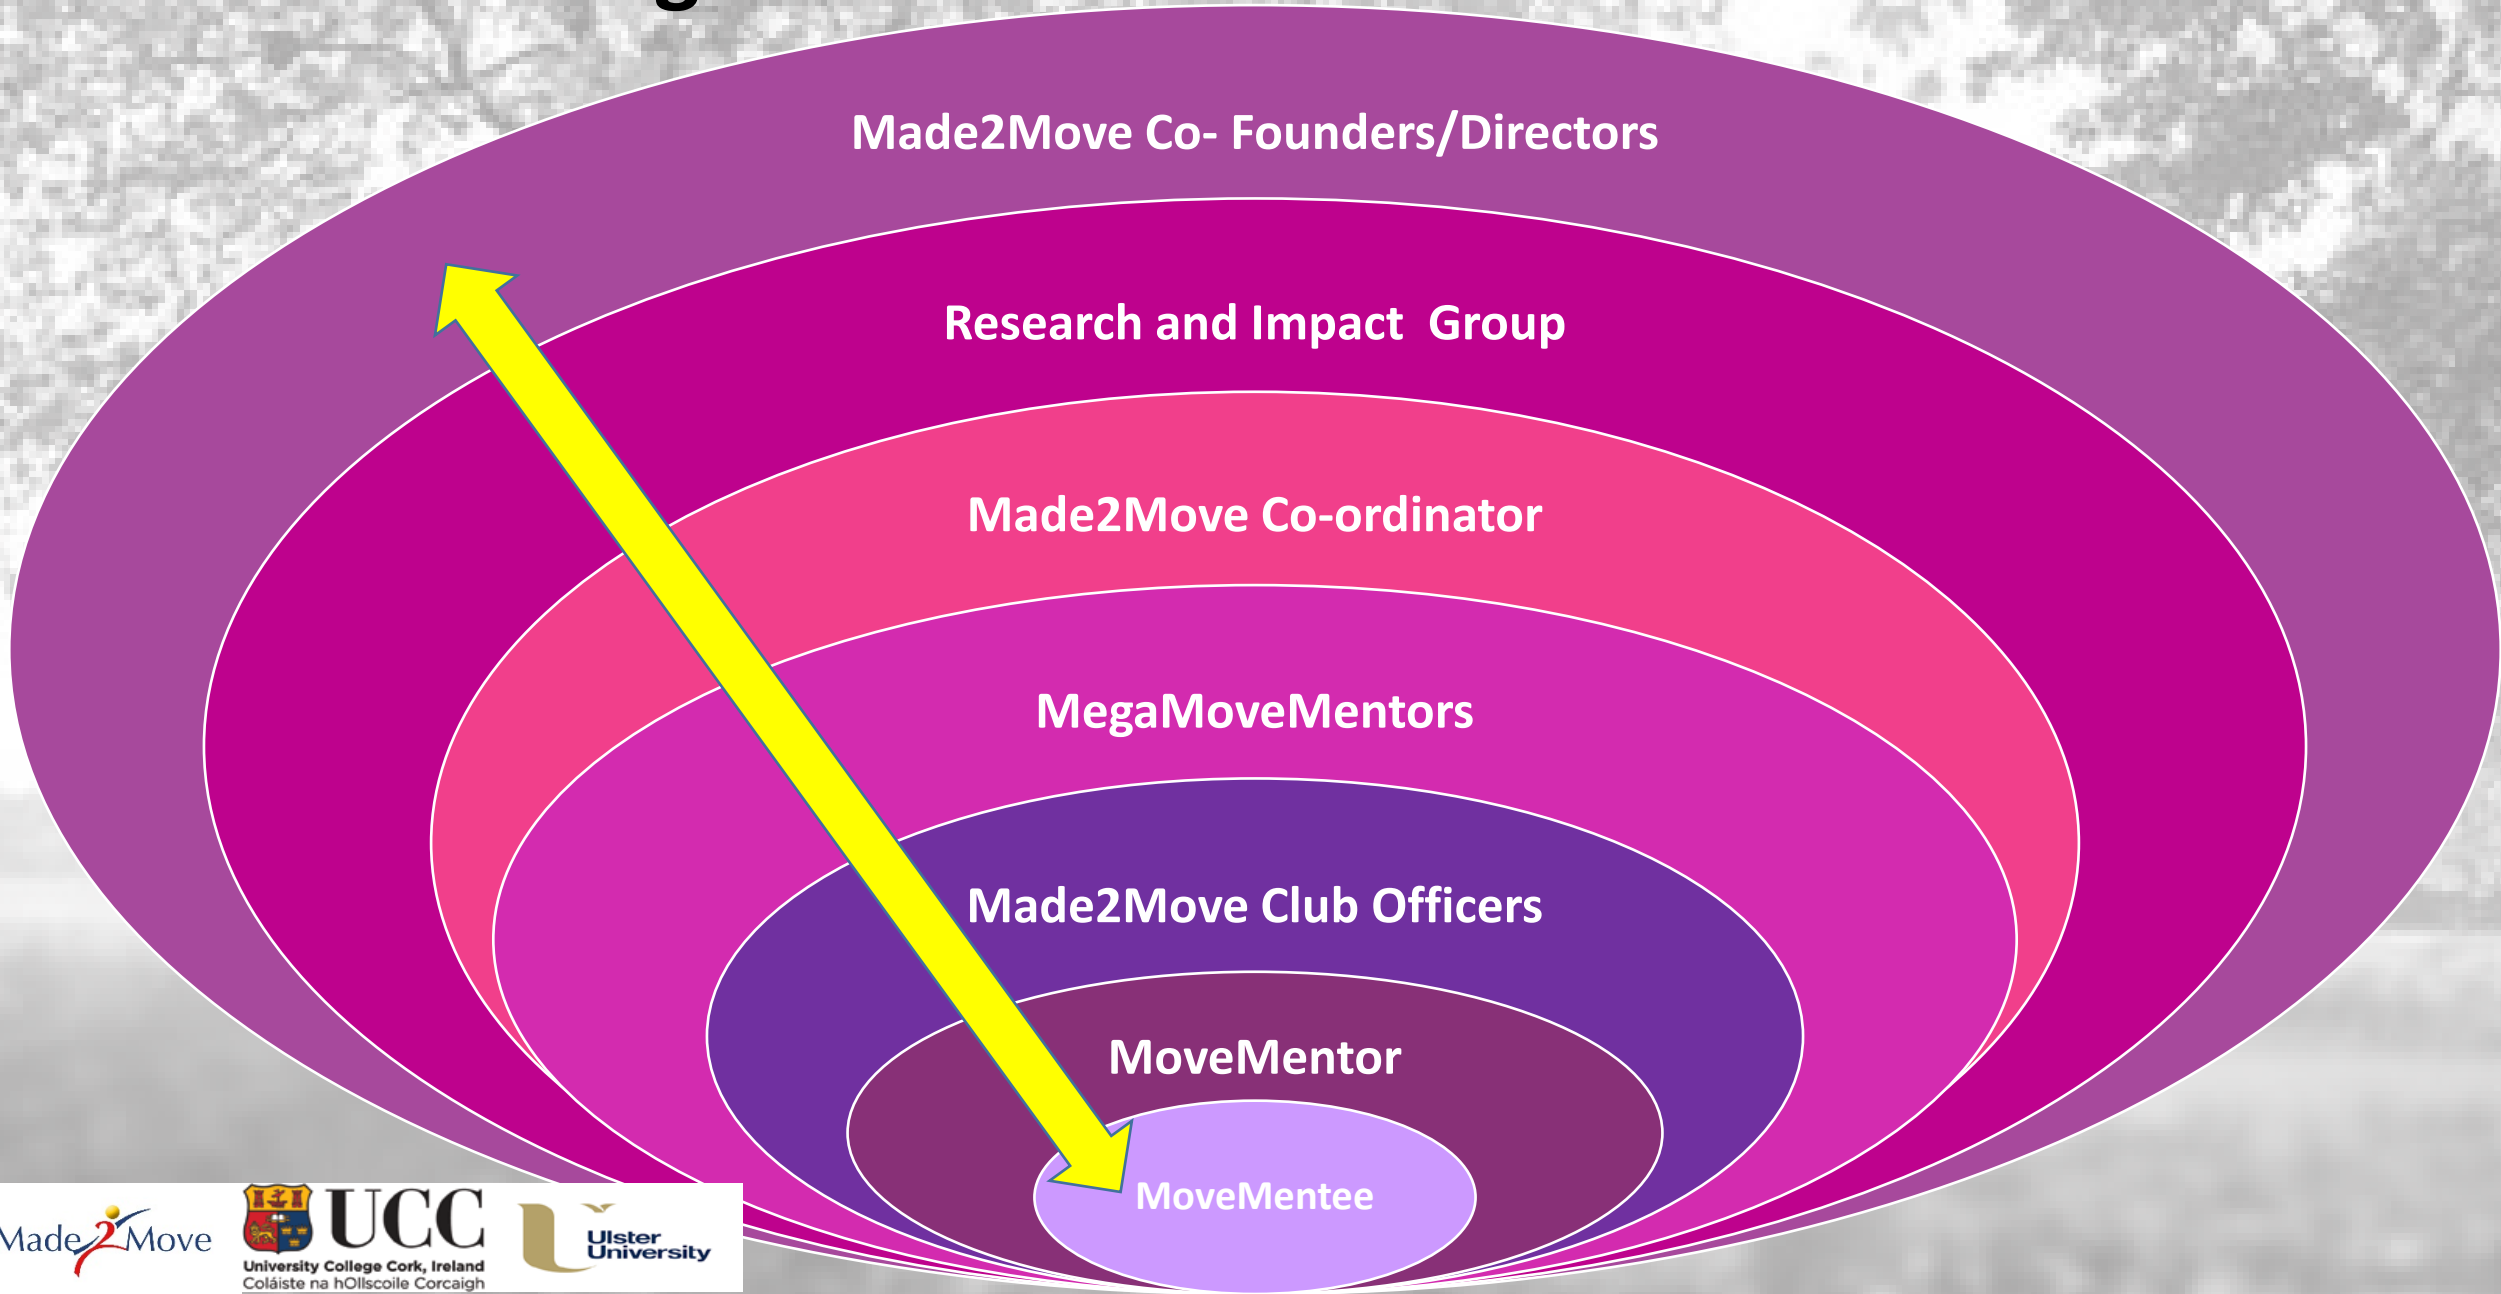 Made2Move Co- Founders/Directors
Research and Impact  Group
Made2Move Co-ordinator
MegaMoveMentors
Made2Move Club Officers
MoveMentor
MoveMentee
Made2Move
UCC
University College Cork, Ireland
Coláiste na hOllscoile Corcaigh
Ulster
University